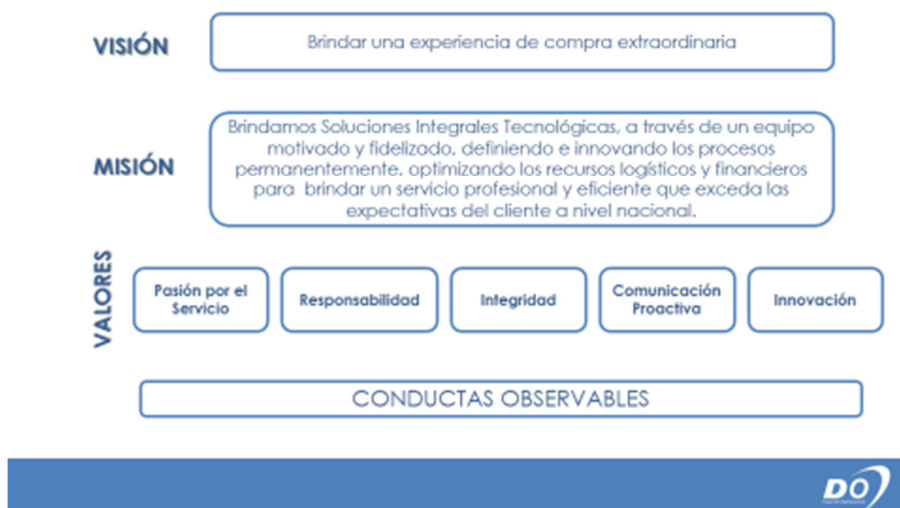 VISIÓN
Brindar una experiencia de compra extraordinaria
MISIÓN
Brindamos Soluciones Integrales Tecnológicas, a través de un equipo
motivado y fidelizado, definiendo e innovando los procesos
permanentemente, optimizando los recursos logísticos y financieros
para brindar un servicio profesional y eficiente que exceda las
expectativas del cliente a nivel nacional.
VALORES
Pasión por el
Servicio
Responsabilidad
Integridad
Comunicación
Proactiva
Innovación
CONDUCTAS OBSERVABLES
DO